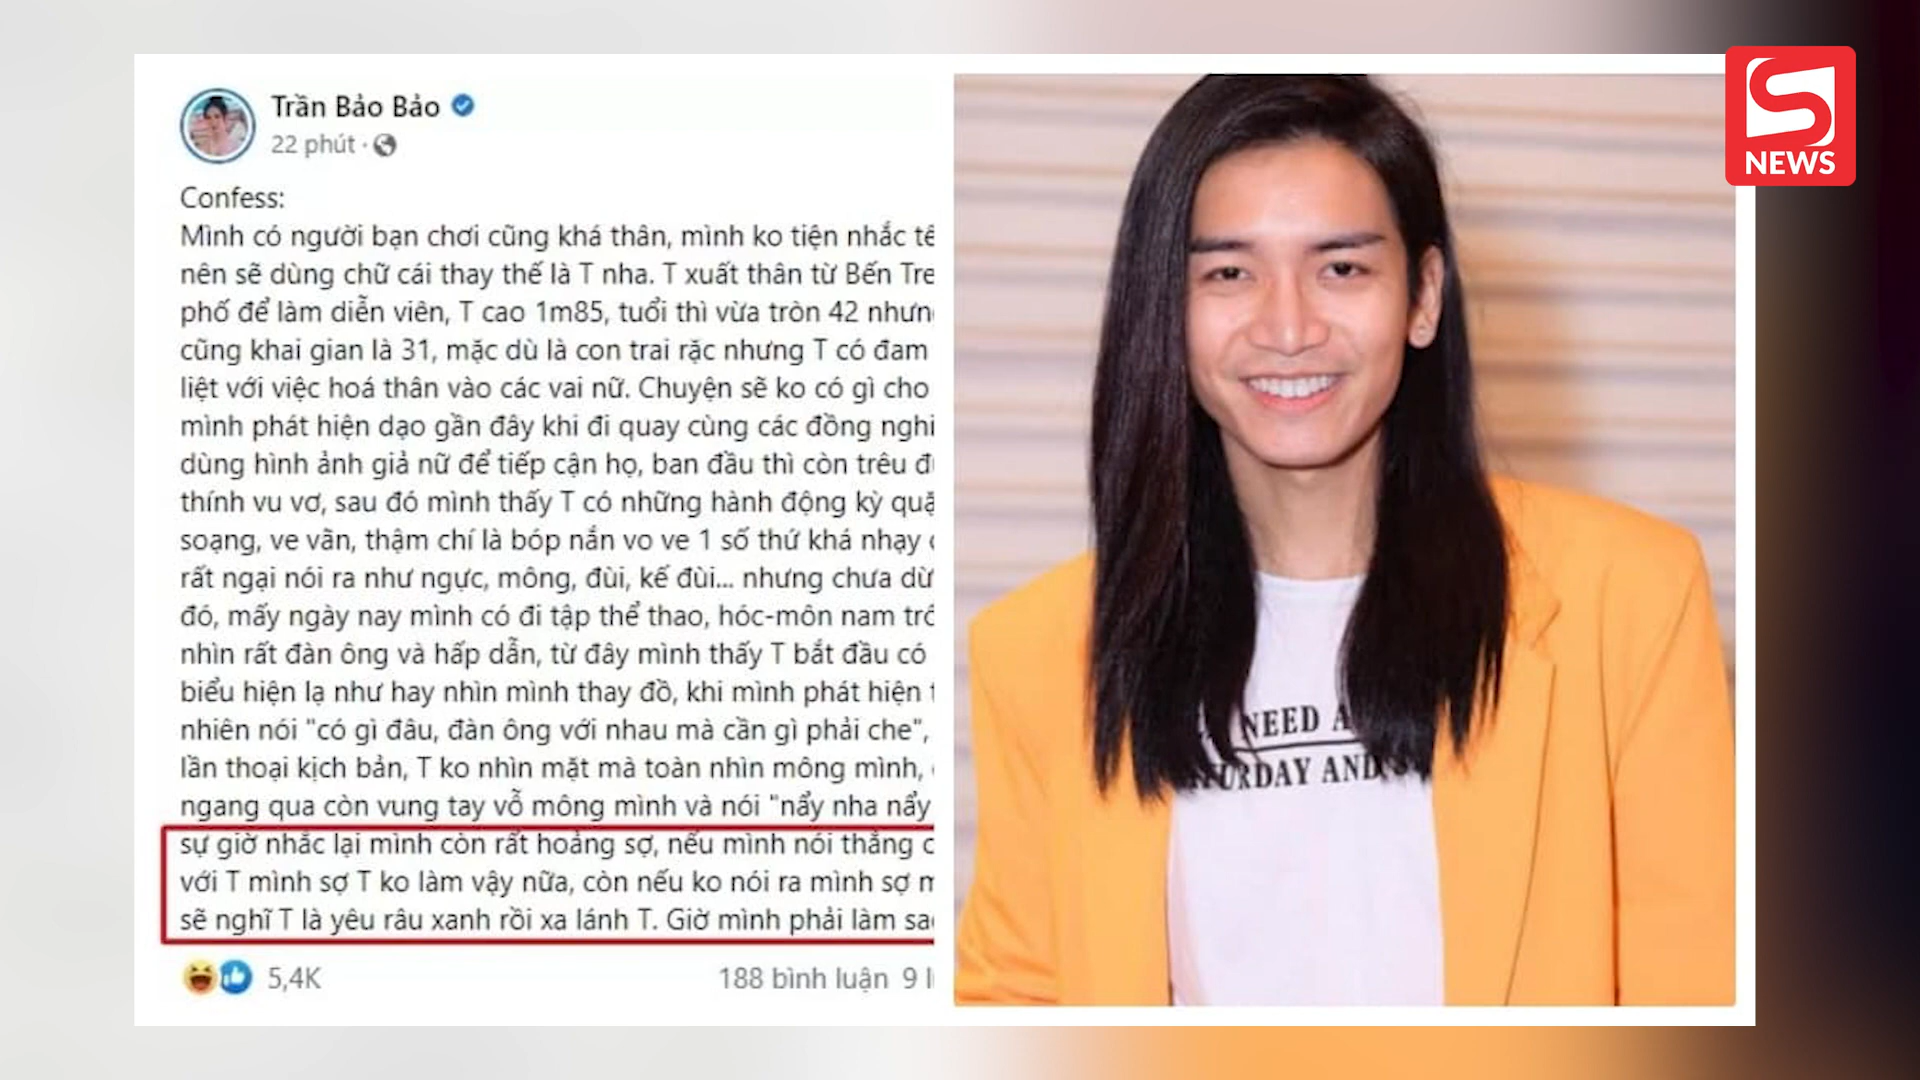 Trần Bảo Bảo
22 phút ·
Confess:
Mình có người bạn chơi cũng khá thân, mình ko tiện nhắc tê
nên sẽ dùng chữ cái thay thế là T nha. T xuất thân từ Bến Tre
phố để làm diễn viên, T cao 1m85, tuổi thì vừa tròn 42 như
cũng khai gian là 31, mặc dù là con trai rặc nhưng T có đam
liệt với việc hoá thân vào các vai nữ. Chuyện sẽ ko có gì cho
mình phát hiện dạo gần đây khi đi quay cùng các đồng nghi
dùng hình ảnh giả nữ để tiếp cận họ, ban đầu thì còn trêu
thính vu vơ, sau đó mình thấy T có những hành động kỳ
soạng, ve vãn, thậm chí là bóp nắn vo ve 1 số thứ khá nhạy
rất ngại nói ra như ngực, mông, đùi, kế đùi... nhưng chưa
đó, mấy ngày nay mình có đi tập thể thao, hóc-môn nam
nhìn rất đàn ông và hấp dẫn, từ đây mình thấy T bắt đầu có
biểu hiện lạ như hay nhìn mình thay đồ, khi mình phát hiện
nhiên nói "có gì đâu, đàn ông với nhau mà cần gì phải che",
lần thoại kịch bản, T ko nhìn mặt mà toàn nhìn mông mình,
ngang qua còn vung tay vỗ mông mình và nói "nẩy nha nẩy
sự giờ nhắc lại mình còn rất hoảng sợ, nếu mình nói thẳng
với T mình sợ T ko làm vậy nữa, còn nếu ko nói ra mình sợ
sẽ nghĩ T là yêu râu xanh rồi xa lánh T. Giờ mình phải làm
5,4K
188 bình luận 9
NEED A
URDAY AND
S
NEWS